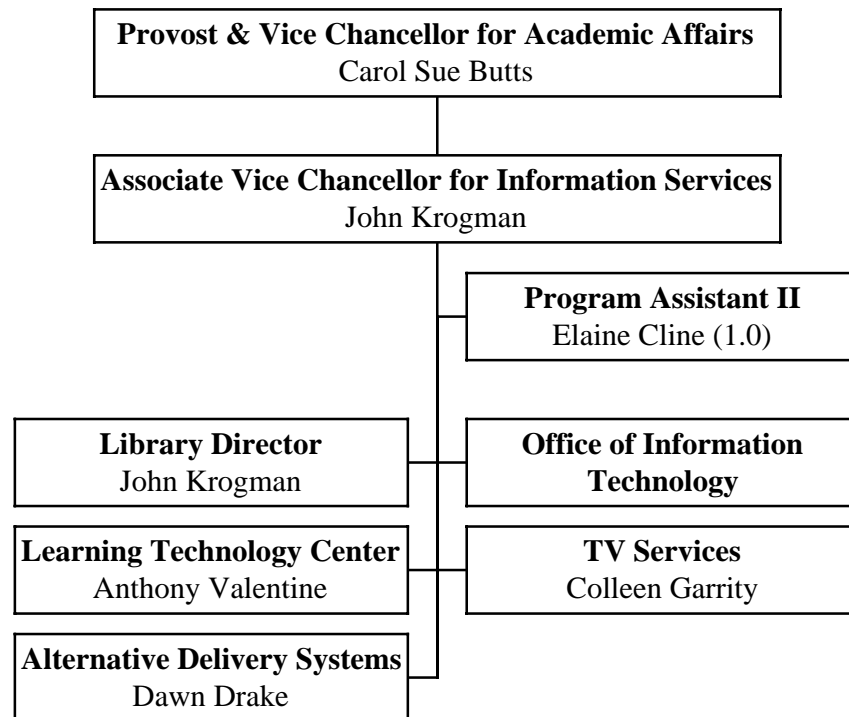 Provost & Vice Chancellor for Academic Affairs
Carol Sue Butts
Associate Vice Chancellor for Information Services
John Krogman
Program Assistant II
Elaine Cline (1.0)
Library Director
John Krogman
Office of Information
Technology
Learning Technology Center
Anthony Valentine
TV Services
Colleen Garrity
Alternative Delivery Systems
Dawn Drake